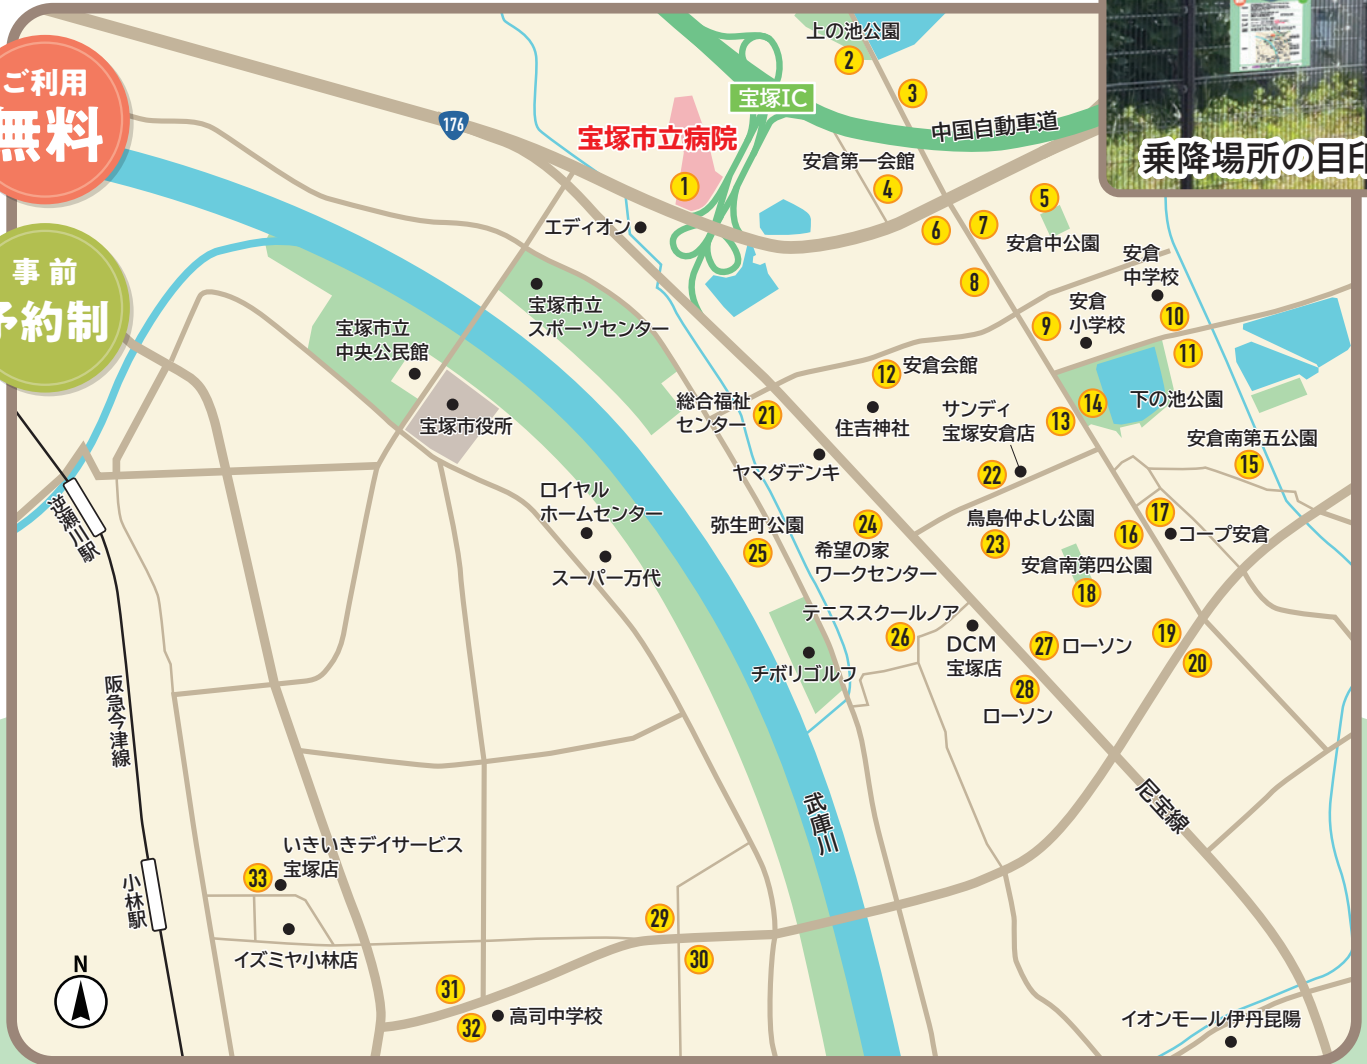 ご利用
無料
事前
予約制
乗降場所の目印
上の池公園
2
3
宝塚IC
中国自動車道
176
宝塚市立病院
1
安倉第一会館
4
5
安倉中公園
6
7
8
エディオン
宝塚市立
スポーツセンター
宝塚市立
中央公民館
宝塚市役所
安倉
中学校
安倉
小学校
9
10
11
12
安倉会館
住吉神社
総合福祉
センター
21
サンディ
宝塚安倉店
13
14
下の池公園
安倉南第五公園
15
ヤマダデンキ
22
逆瀬川駅
ロイヤル
ホームセンター
スーパー万代
弥生町公園
25
24
希望の家
ワークセンター
鳥島仲よし公園
23
16
17
コープ安倉
安倉南第四公園
18
テニススクールノア
26
DCM
宝塚店
27
ローソン
19
20
チボリゴルフ
28
ローソン
阪急今津線
武庫川
尼宝線
いきいきデイサービス
宝塚店
33
小林駅
イズミヤ小林店
29
30
31
32
高司中学校
N
イオンモール伊丹昆陽